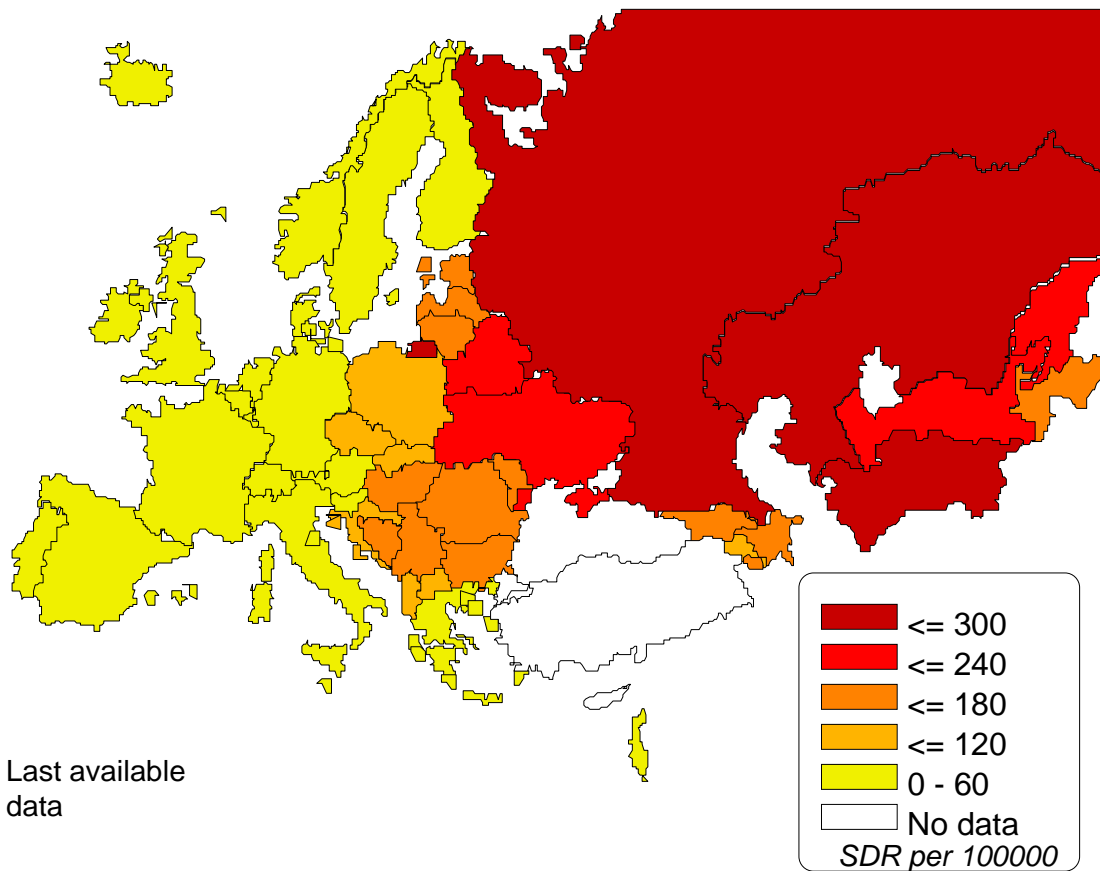 <= 300
<= 240
<= 180
<= 120
0 - 60
No data
SDR per 100000
Last available
data